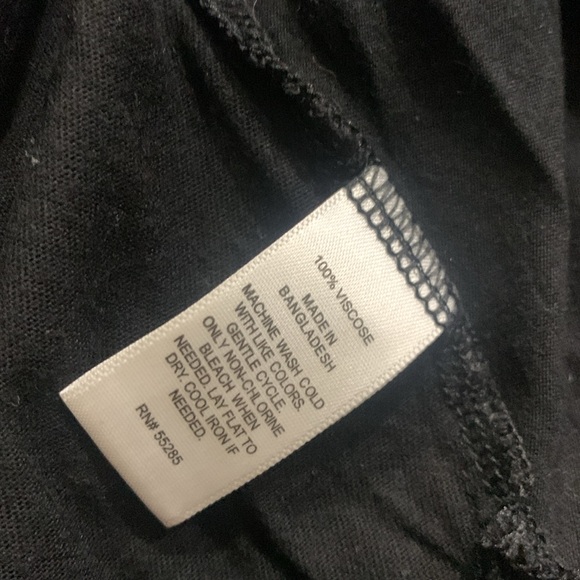 100% VISCOSE
MADE IN
BANGLADESH
MACHINE WASH COLD
WITH LIKE COLORS.
GENTLE CYCLE.
ONLY NON-CHLORINE
BLEACH WHEN
NEEDED. LAY FLAT TO
DRY. COOL IRON IF
NEEDED.
RN# 55285